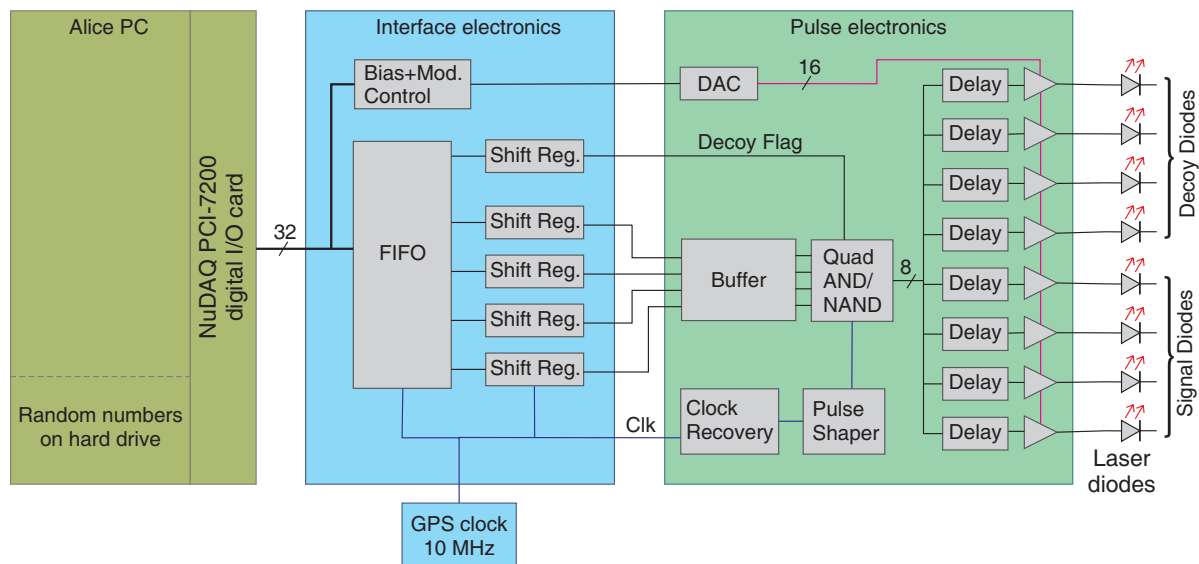 Alice PC
NuDAQ PCI-7200
digital I/O card
Random numbers
on hard drive
32
Interface electronics
Bias+Mod.
Control
FIFO
Shift Reg.
Shift Reg.
Shift Reg.
Shift Reg.
Shift Reg.
Clk
GPS clock
10 MHz
Pulse electronics
DAC
16
Decoy Flag
Buffer
Quad
AND/
NAND
8
Clock
Recovery
Pulse
Shaper
Delay
Delay
Delay
Delay
Delay
Delay
Delay
Delay
Decoy Diodes
Signal Diodes
Laser
diodes